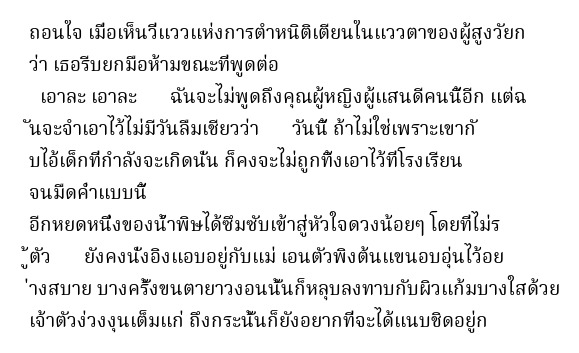 ถอนใจ เมื่อเห็นวี่แววแห่งการตำหนิติเตียนในแววตาของผู้สูงวัยก
ว่า เธอรีบยกมือห้ามขณะที่พูดต่อ
เอาละ เอาละ ฉันจะไม่พูดถึงคุณผู้หญิงผู้แสนดีคนนี้อีก แต่ฉ
ันจะจำเอาไว้ไม่มีวันลืมเชียวว่า วันนี้ ถ้าไม่ใช่เพราะเขากั
บไอ้เด็กที่กำลังจะเกิดนั้น ก็คงจะไม่ถูกทิ้งเอาไว้ที่โรงเรียน
จนมืดค่ำแบบนี้
อีกหยดหนึ่งของน้ำพิษได้ซึมซับเข้าสู่หัวใจดวงน้อยๆ โดยที่ไม่ร
ู้ตัว ยังคงนั่งอิงแอบอยู่กับแม่ เอนตัวพิงต้นแขนอบอุ่นไว้อย
่างสบาย บางครั้งขนตายาวงอนนั้นก็หลุบลงทาบกับผิวแก้มบางใสด้วย
เจ้าตัวง่วงงุนเต็มแก่ ถึงกระนั้นก็ยังอยากที่จะได้แนบชิดอยู่ก